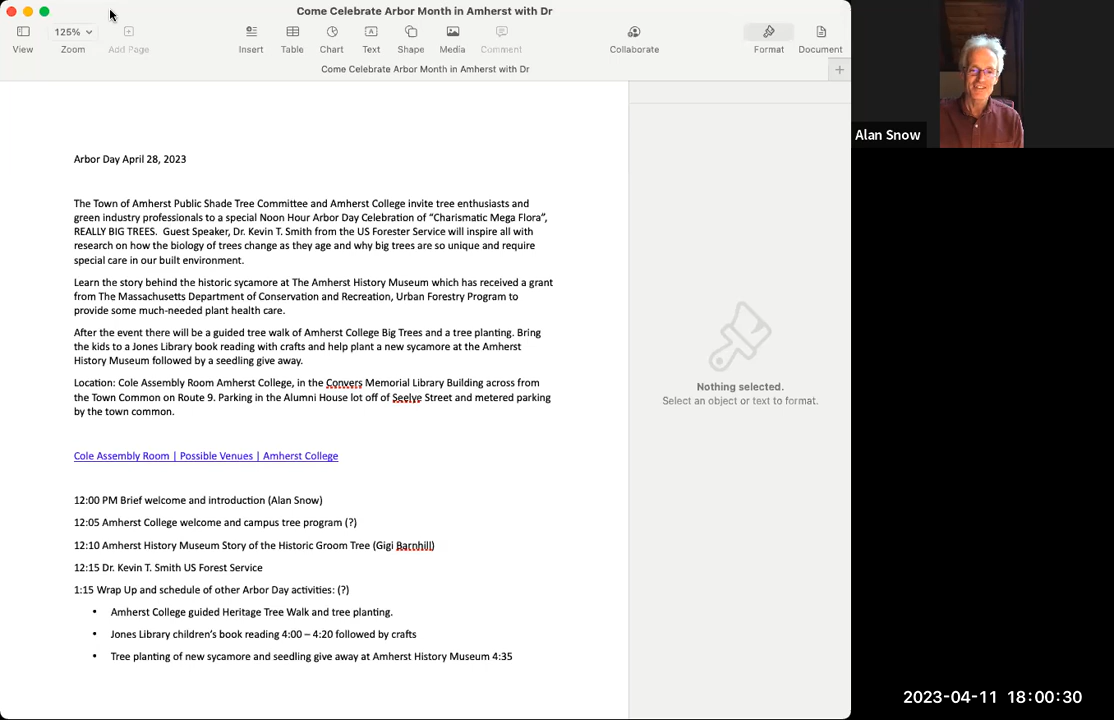 Come Celebrate Arbor Month in Amherst with Dr
125%
View Zoom Add Page Insert Table Chart Text Shape Media Comment Collaborate Format Document
Come Celebrate Arbor Month in Amherst with Dr
Arbor Day April 28, 2023
The Town of Amherst Public Shade Tree Committee and Amherst College invite tree enthusiasts and
green industry professionals to a special Noon Hour Arbor Day Celebration of “Charismatic Mega Flora”,
REALLY BIG TREES.  Guest Speaker, Dr. Kevin T. Smith from the US Forester Service will inspire all with
research on how the biology of trees change as they age and why big trees are so unique and require
special care in our built environment.
Learn the story behind the historic sycamore at The Amherst History Museum which has received a grant
from The Massachusetts Department of Conservation and Recreation, Urban Forestry Program to
provide some much-needed plant health care.
After the event there will be a guided tree walk of Amherst College Big Trees and a tree planting. Bring
the kids to a Jones Library book reading with crafts and help plant a new sycamore at the Amherst
History Museum followed by a seedling give away.
Location: Cole Assembly Room Amherst College, in the Convers Memorial Library Building across from
the Town Common on Route 9. Parking in the Alumni House lot off of Seelye Street and metered parking
by the town common.
Cole Assembly Room | Possible Venues | Amherst College
12:00 PM Brief welcome and introduction (Alan Snow)
12:05 Amherst College welcome and campus tree program (?)
12:10 Amherst History Museum Story of the Historic Groom Tree (Gigi Barnhill)
12:15 Dr. Kevin T. Smith US Forest Service
1:15 Wrap Up and schedule of other Arbor Day activities: (?)
• Amherst College guided Heritage Tree Walk and tree planting.
• Jones Library children’s book reading 4:00 – 4:20 followed by crafts
• Tree planting of new sycamore and seedling give away at Amherst History Museum 4:35
Nothing selected.
Select an object or text to format.
Alan Snow
2023-04-11 18:00:30